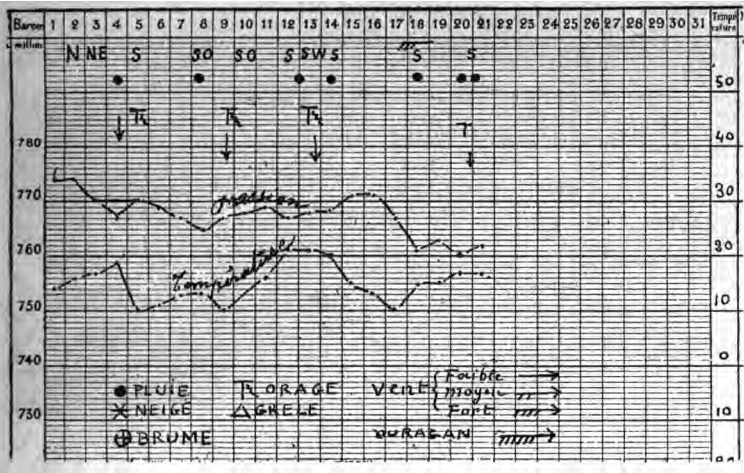 Barom 1 2 3 4 5 6 7 8 9 10 11 12 13 14 15 16 17 18 19 20 21 22 23 24 25 26 27 28 29 30 31 Tempé
millim rature
N NE S SO SO S SW S S S
50
780 40
770 30
pression
760 20
Température
750 10
740 0
PLUIE ORAGE Vent Faible
NEIGE GRELE moyen
730 Fort 10
BRUME OURAGAN